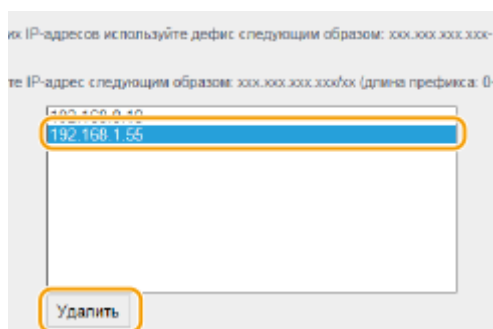 их IP-адресов используйте дефис следующим образом: xxx.xxx.xxx.xxx-
те IP-адрес следующим образом: xxx.xxx.xxx.xxx/xx (длина префикса: 0-
192.168.1.55
Удалить